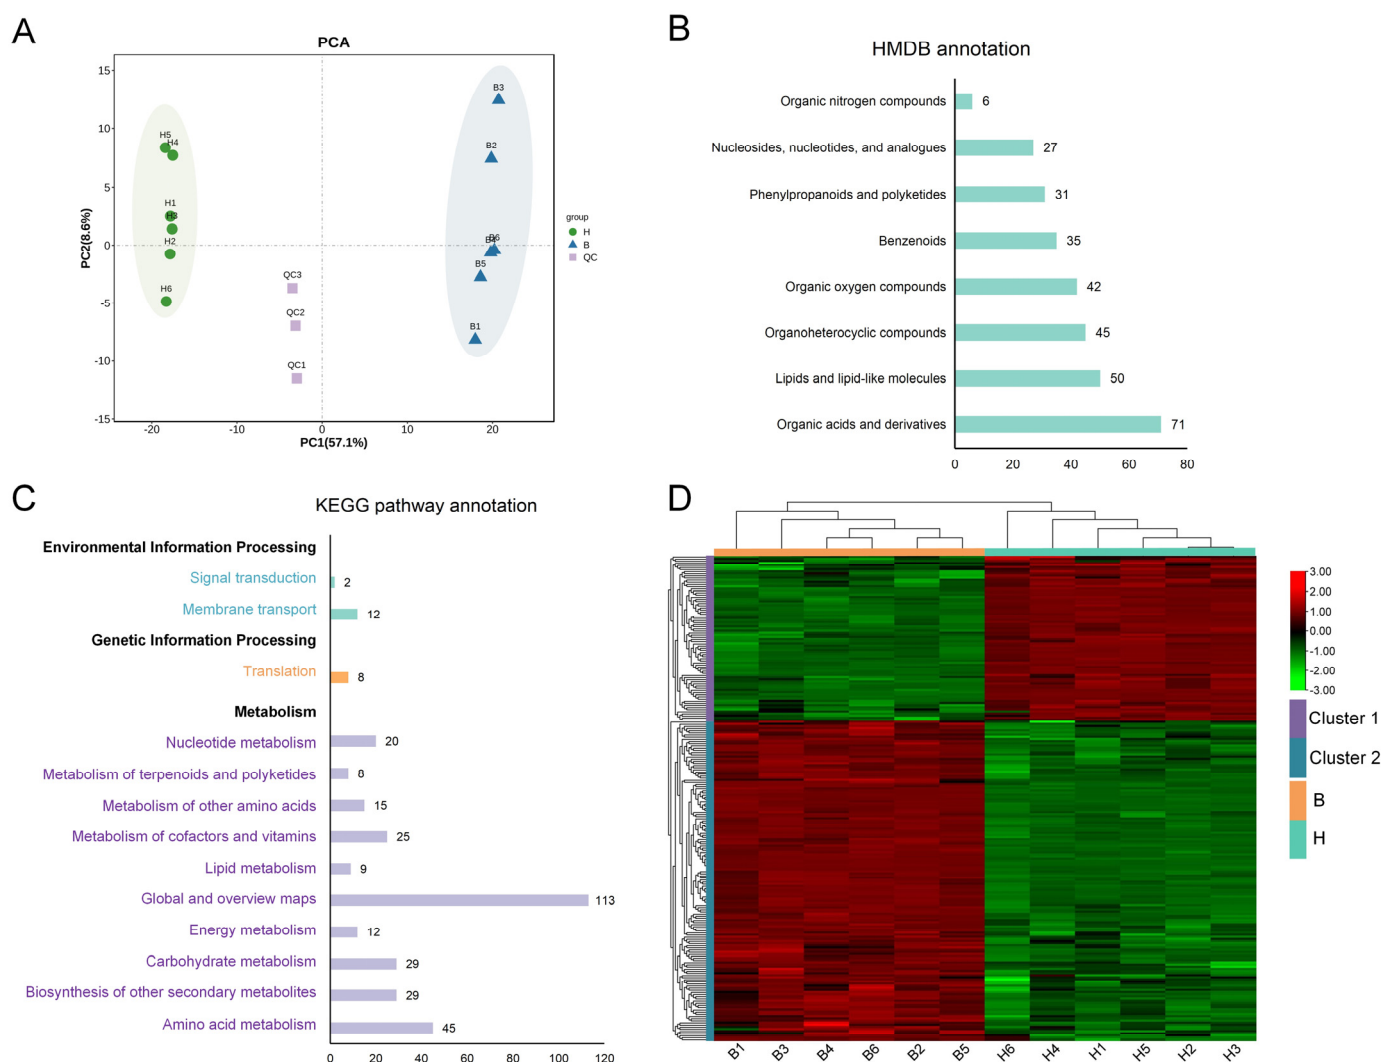 A
PCA
15
10
5
0
-5
-10
-15
-20
-10
0
10
20
PC1(57.1%)
PC2(8.6%)
H5
H4
H1
H3
H2
H6
QC3
QC2
QC1
B3
B2
B4
B6
B5
B1
group
H
B
QC
B
HMDB annotation
Organic nitrogen compounds 6
Nucleosides, nucleotides, and analogues 27
Phenylpropanoids and polyketides 31
Benzenoids 35
Organic oxygen compounds 42
Organoheterocyclic compounds 45
Lipids and lipid-like molecules 50
Organic acids and derivatives 71
0 20 40 60 80
C
KEGG pathway annotation
Environmental Information Processing
Signal transduction 2
Membrane transport 12
Genetic Information Processing
Translation 8
Metabolism
Nucleotide metabolism 20
Metabolism of terpenoids and polyketides 8
Metabolism of other amino acids 15
Metabolism of cofactors and vitamins 25
Lipid metabolism 9
Global and overview maps 113
Energy metabolism 12
Carbohydrate metabolism 29
Biosynthesis of other secondary metabolites 29
Amino acid metabolism 45
0 20 40 60 80 100 120
D
3.00
2.00
1.00
0.00
-1.00
-2.00
-3.00
Cluster 1
Cluster 2
B
H
B1 B3 B4 B6 B2 B5 H6 H4 H1 H5 H2 H3